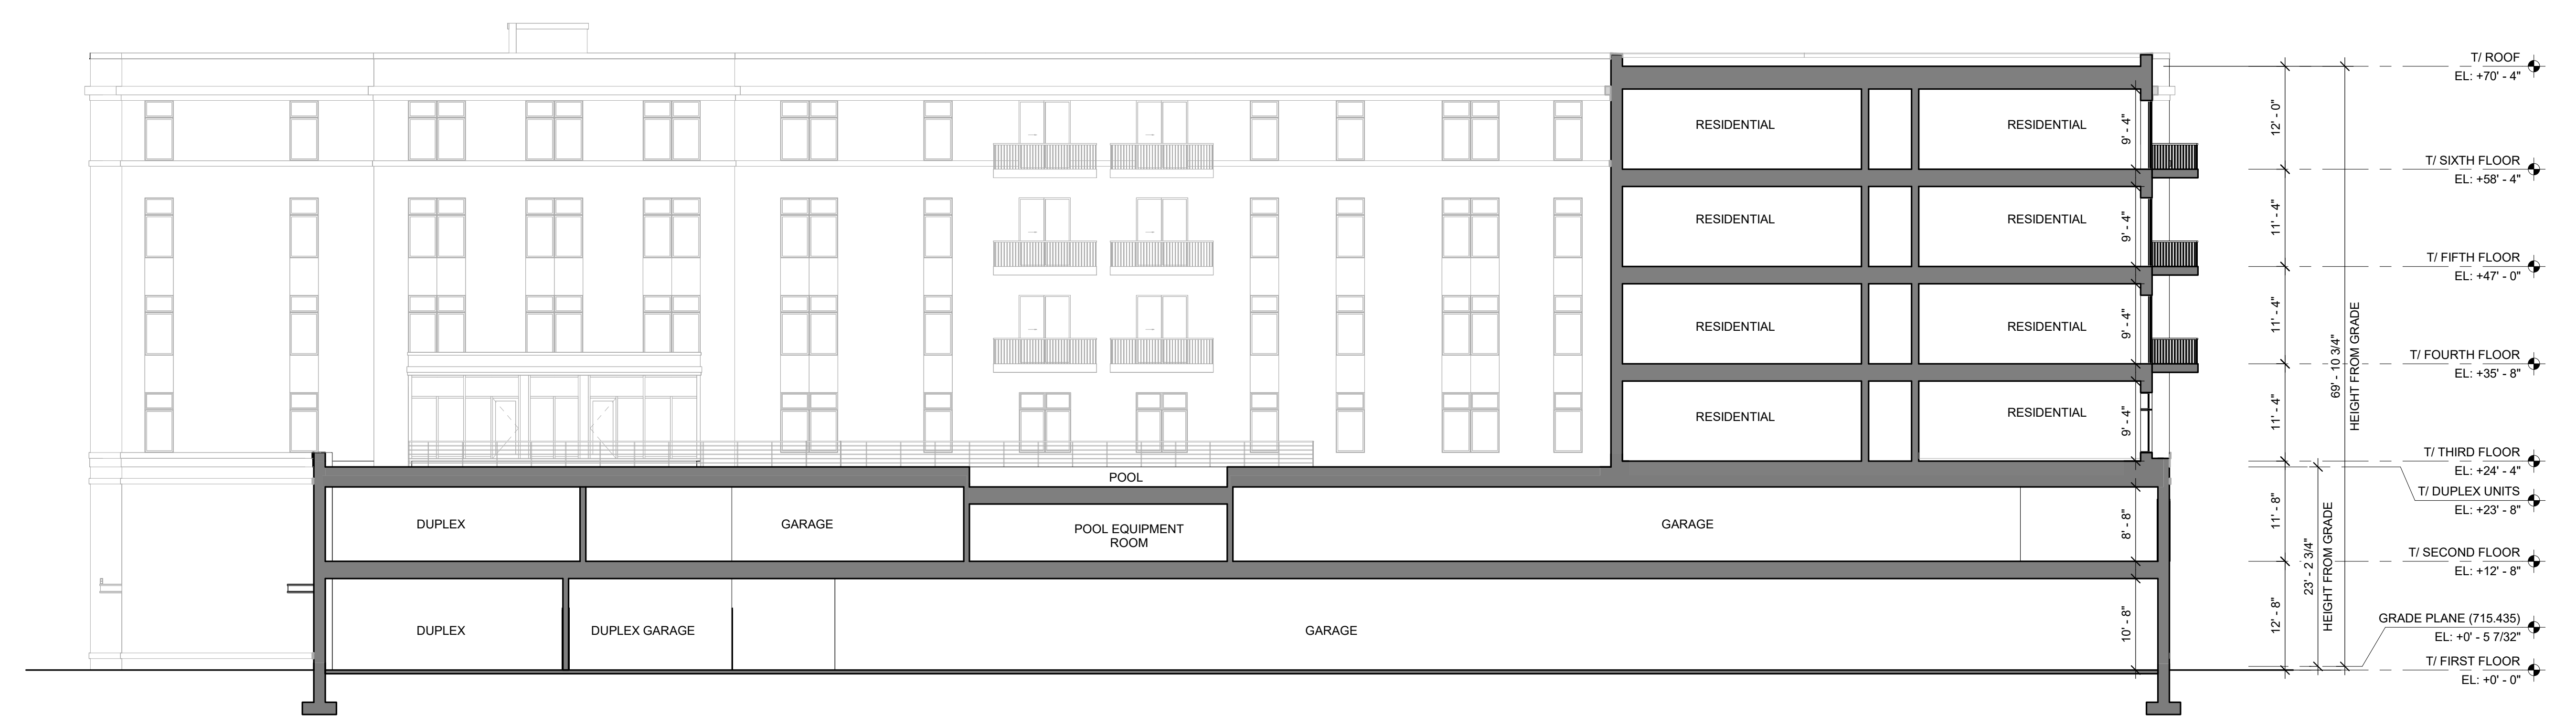 T/ ROOF
EL: +70' - 4"
12' - 0"
RESIDENTIAL
RESIDENTIAL
9' - 4"
T/ SIXTH FLOOR
EL: +58' - 4"
11' - 4"
RESIDENTIAL
RESIDENTIAL
9' - 4"
T/ FIFTH FLOOR
EL: +47' - 0"
11' - 4"
RESIDENTIAL
RESIDENTIAL
9' - 4"
69' - 10 3/4"
HEIGHT FROM GRADE
T/ FOURTH FLOOR
EL: +35' - 8"
11' - 4"
RESIDENTIAL
RESIDENTIAL
9' - 4"
T/ THIRD FLOOR
EL: +24' - 4"
POOL
T/ DUPLEX UNITS
EL: +23' - 8"
DUPLEX
GARAGE
POOL EQUIPMENT
ROOM
GARAGE
8' - 8"
11' - 8"
T/ SECOND FLOOR
EL: +12' - 8"
23' - 2 3/4"
HEIGHT FROM GRADE
DUPLEX
DUPLEX GARAGE
GARAGE
10' - 8"
12' - 8"
GRADE PLANE (715.435)
EL: +0' - 5 7/32"
T/ FIRST FLOOR
EL: +0' - 0"